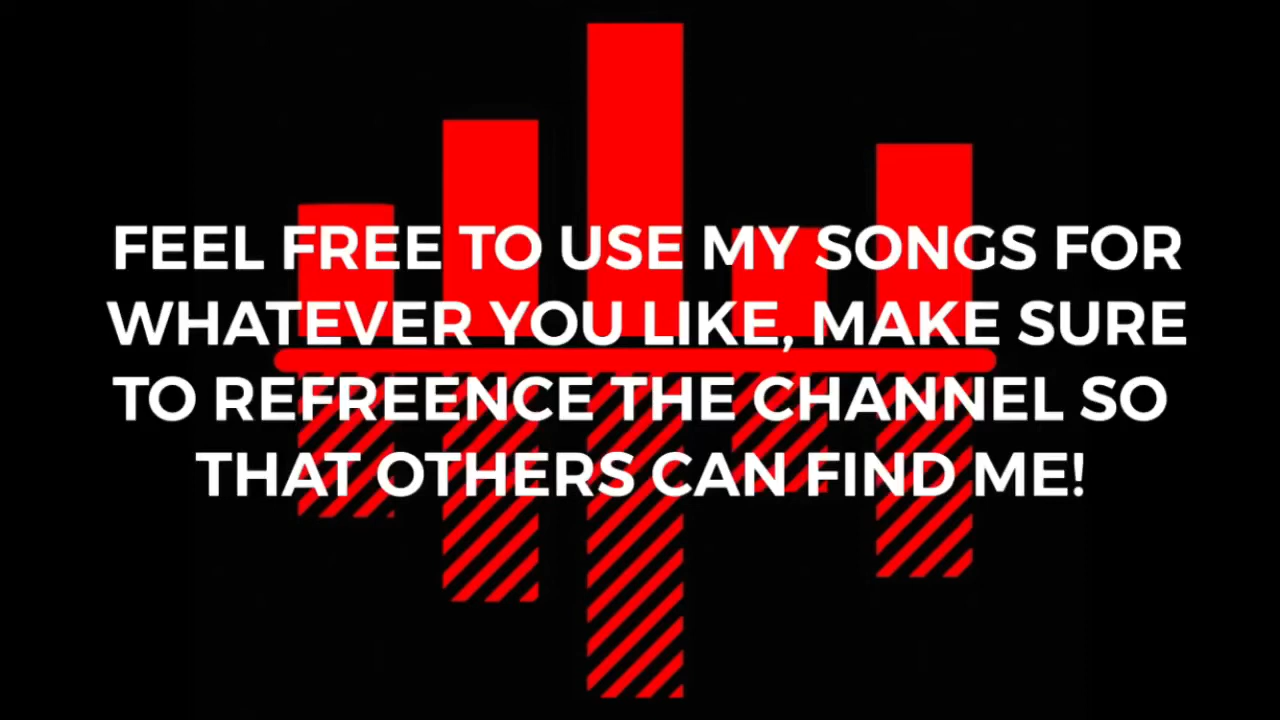 FEEL FREE TO USE MY SONGS FOR
WHATEVER YOU LIKE, MAKE SURE
TO REFREENCE THE CHANNEL SO
THAT OTHERS CAN FIND ME!